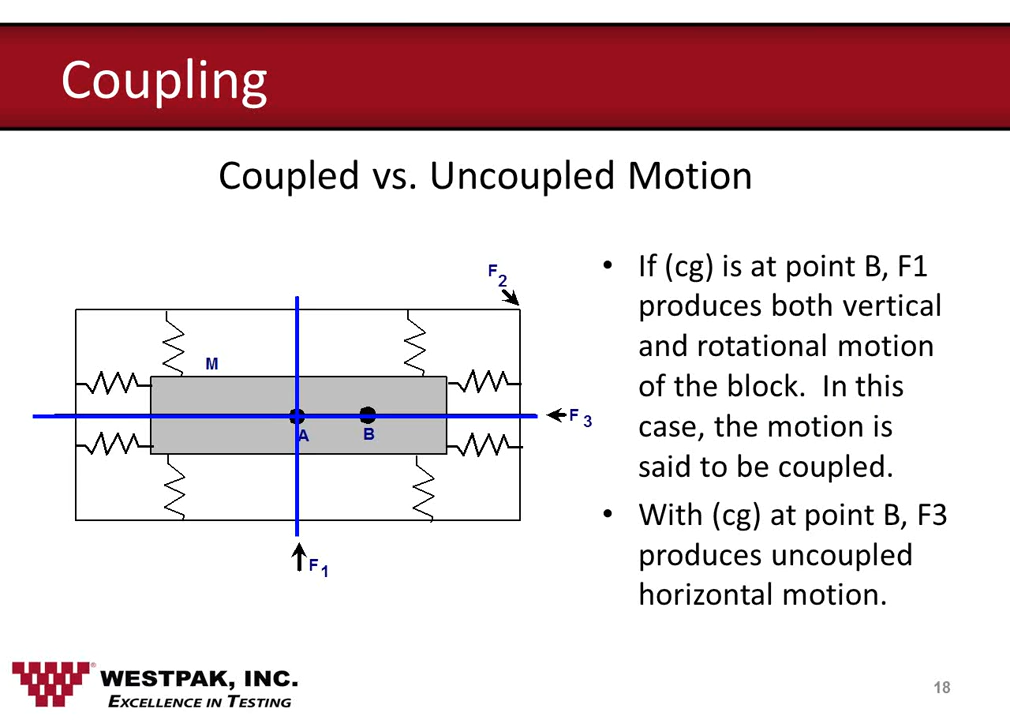 Coupling
Coupled vs. Uncoupled Motion
F2
M
A
B
F 3
F1
• If (cg) is at point B, F1
produces both vertical
and rotational motion
of the block.  In this
case, the motion is
said to be coupled.
• With (cg) at point B, F3
produces uncoupled
horizontal motion.
® WESTPAK, INC.
EXCELLENCE IN TESTING
18